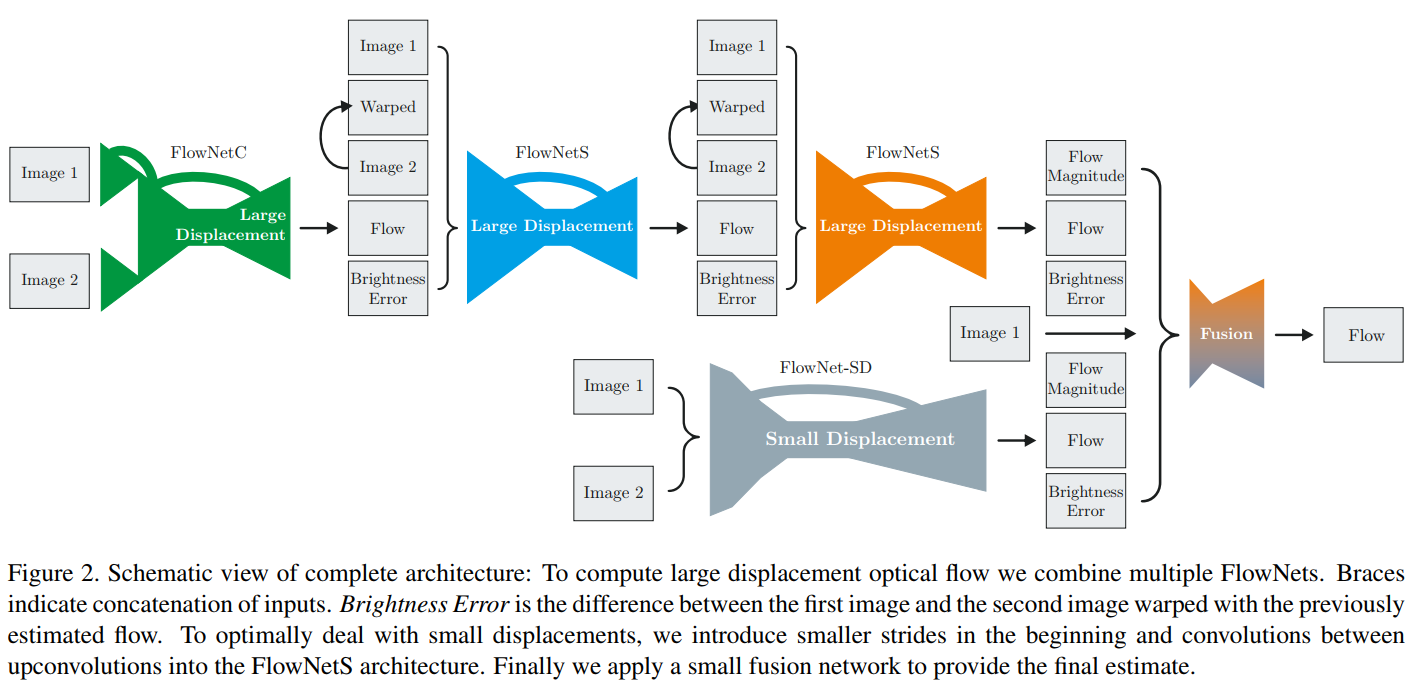 Image 1
Image 2
FlowNetC
Large
Displacement
Image 1
Warped
Image 2
Flow
Brightness
Error
FlowNetS
Large Displacement
Image 1
Warped
Image 2
Flow
Brightness
Error
FlowNetS
Large Displacement
Flow
Magnitude
Flow
Brightness
Error
Image 1
Image 1
Image 2
FlowNet-SD
Small Displacement
Flow
Magnitude
Flow
Brightness
Error
Fusion
Flow
Figure 2. Schematic view of complete architecture: To compute large displacement optical flow we combine multiple FlowNets. Braces
indicate concatenation of inputs. Brightness Error is the difference between the first image and the second image warped with the previously
estimated flow. To optimally deal with small displacements, we introduce smaller strides in the beginning and convolutions between
upconvolutions into the FlowNetS architecture. Finally we apply a small fusion network to provide the final estimate.